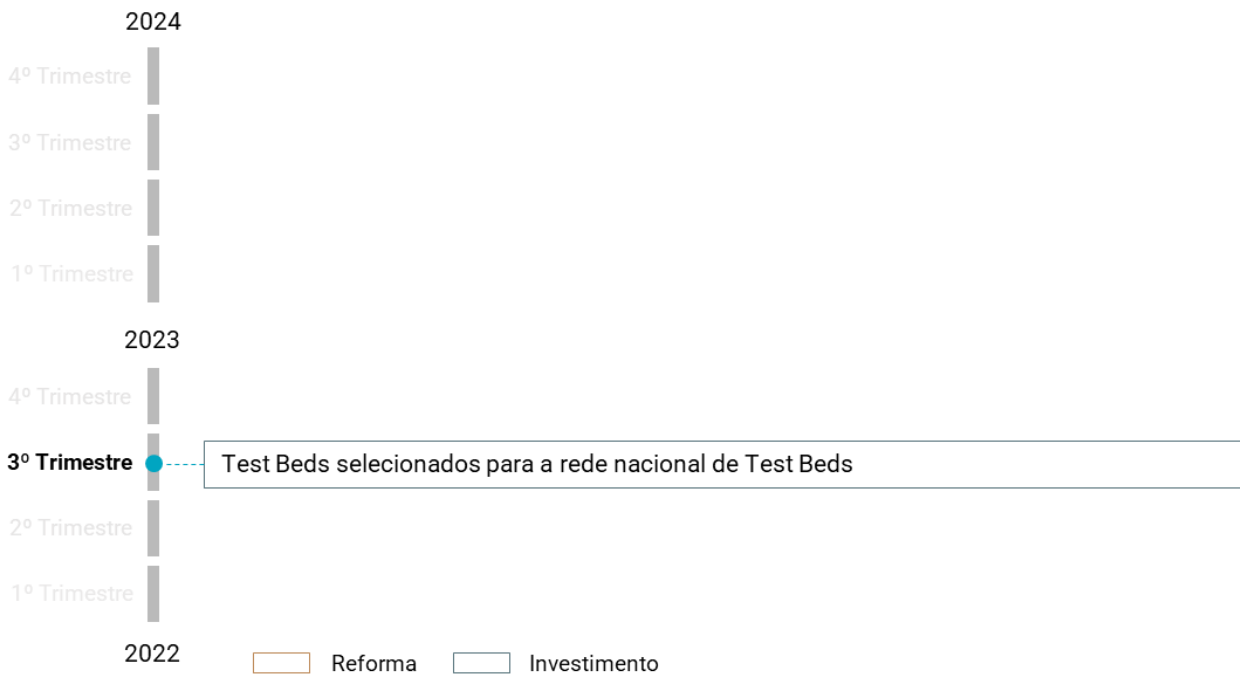 2024
4º Trimestre
3º Trimestre
2º Trimestre
1º Trimestre
2023
4º Trimestre
3º Trimestre
Test Beds selecionados para a rede nacional de Test Beds
2º Trimestre
1º Trimestre
2022
Reforma
Investimento